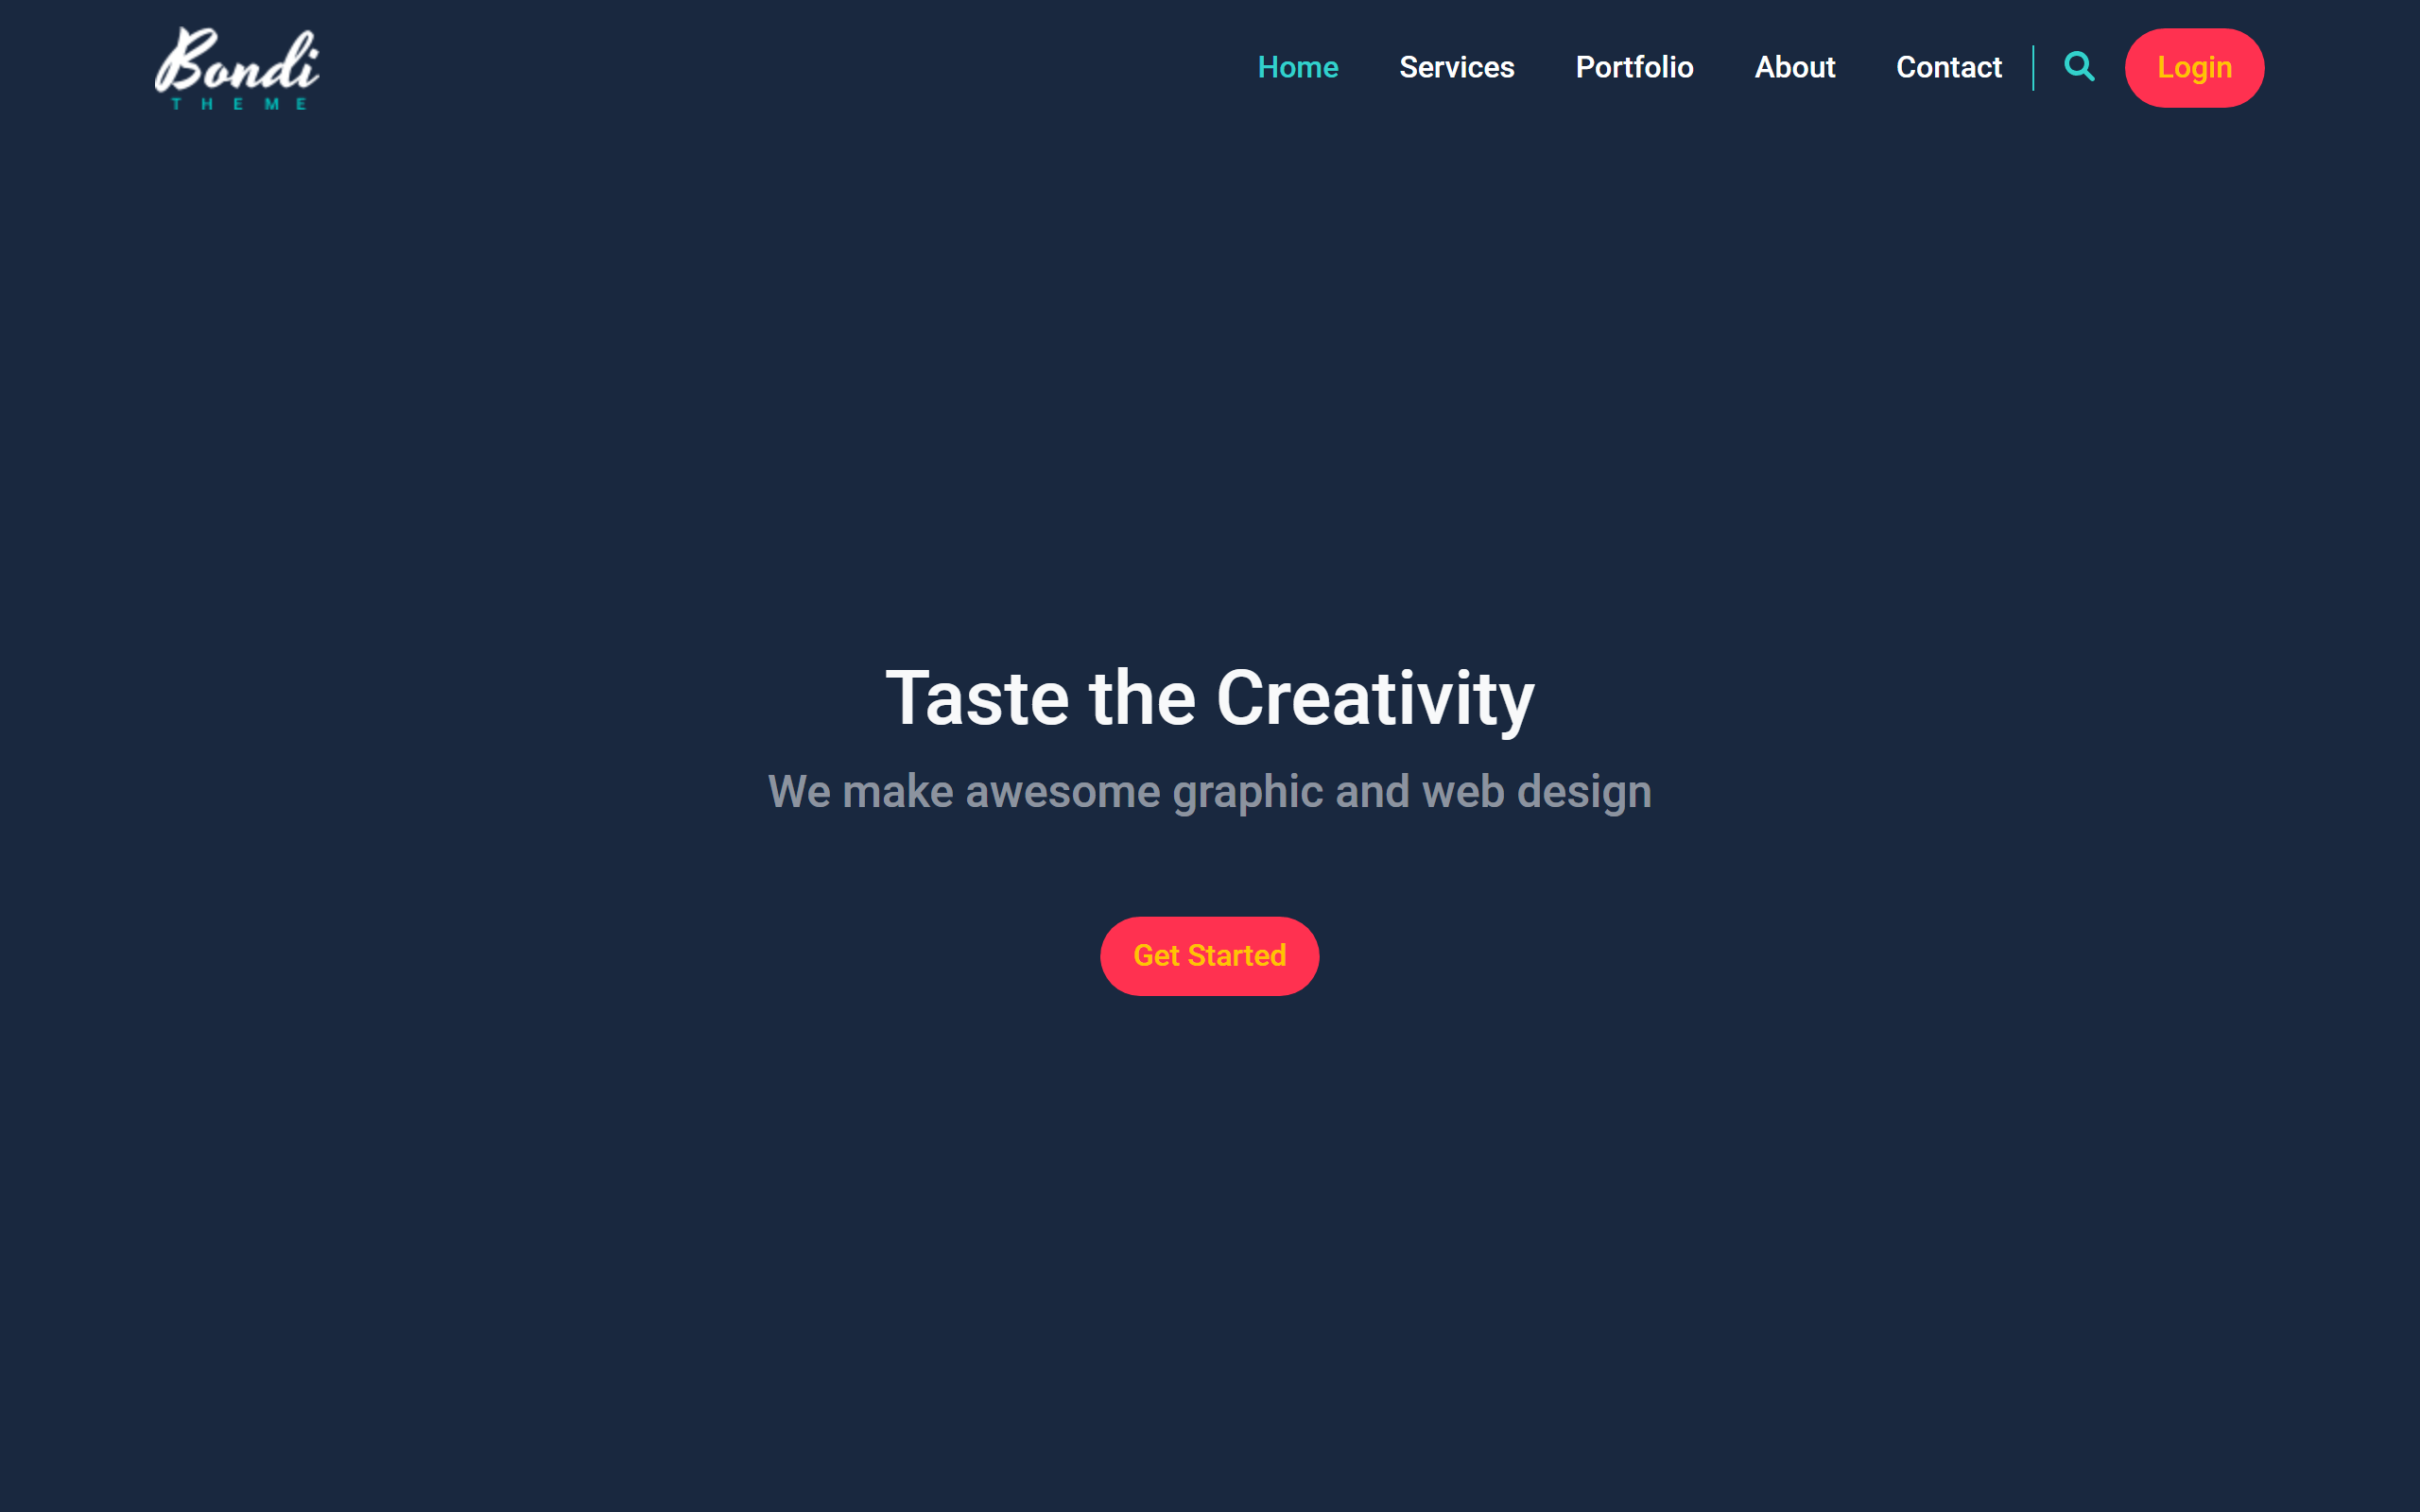 Bondi
THEME
Home Services Portfolio About Contact Login
Taste the Creativity
We make awesome graphic and web design
Get Started